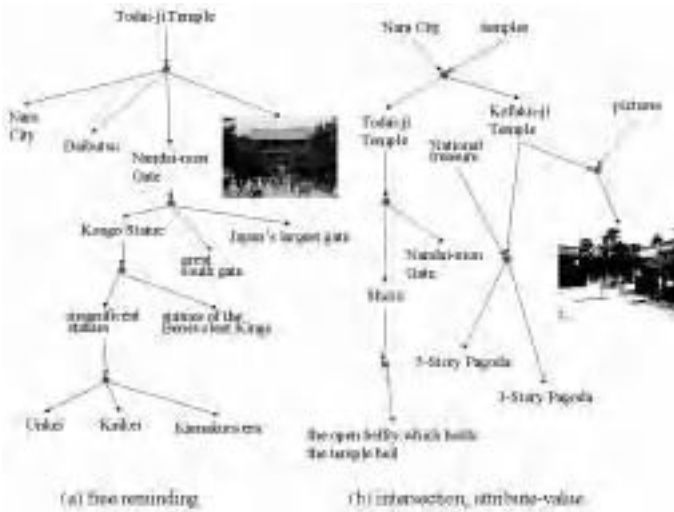 Todai-ji Temple
Nara
City
Daibutsu
Nandai-mon
Gate
Kongo Statue
great
south gate
Japan's largest gate
magnificent
statues
statues of the
Benevolent Kings
Unkei
Kaikei
Kamakura era
(a) free reminding
Nara City
temples
Todai-ji
Temple
Kofuku-ji
Temple
pictures
National
treasure
Nandai-mon
Gate
5-Story Pagoda
3-Story Pagoda
the open belfry which holds
the temple bell
(b) intersection, attribute-value